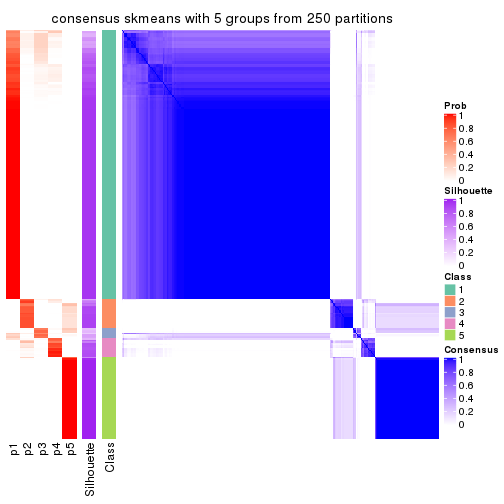 consensus skmeans with 5 groups from 250 partitions
Prob
1
0.8
0.6
0.4
0.2
0
Silhouette
1
0.8
0.6
0.4
0.2
0
Class
1
2
3
4
5
Consensus
1
0.8
0.6
0.4
0.2
0
p1
p2
p3
p4
p5
Silhouette
Class